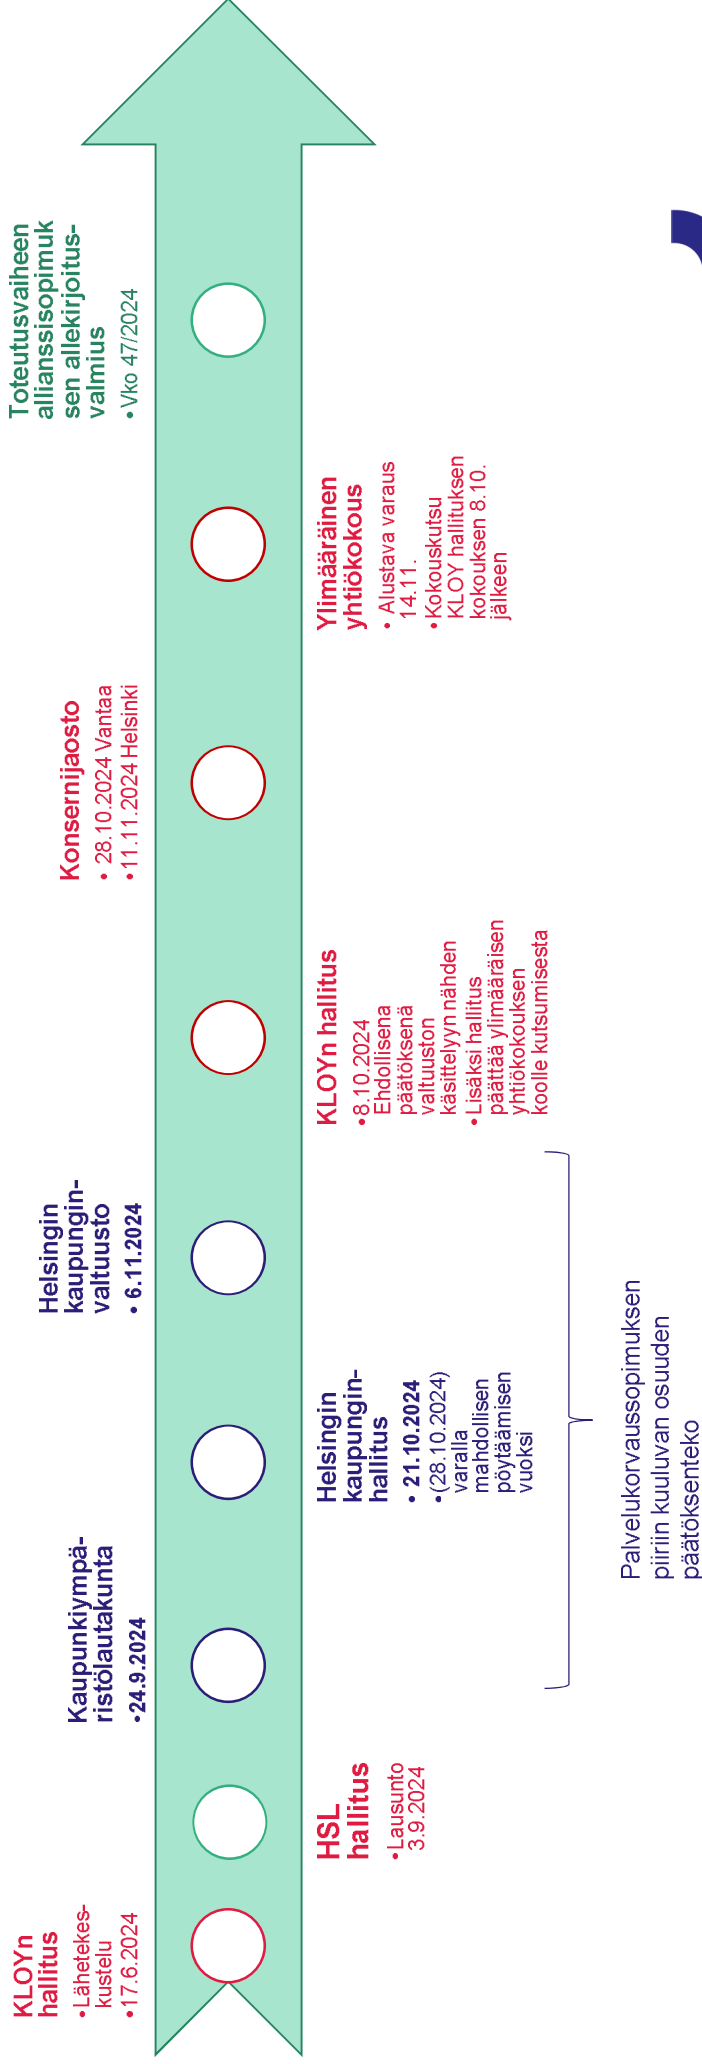 KLOYn
hallitus
•Lähetekes-
kustelu
•17.6.2024
HSL
hallitus
•Lausunto
3.9.2024
Kaupunkiympä-
ristölautakunta
•24.9.2024
Helsingin
kaupungin-
hallitus
• 21.10.2024
•(28.10.2024)
varalla
mahdollisen
pöytäämisen
vuoksi
Helsingin
kaupungin-
valtuusto
• 6.11.2024
Palvelukorvaussopimuksen
piiriin kuuluvan osuuden
päätöksenteko
KLOYn hallitus
•8.10.2024
Ehdollisena
päätöksenä
valtuuston
käsittelyyn nähden
•Lisäksi hallitus
päättää ylimääräisen
yhtiökokouksen
koolle kutsumisesta
Konsernijaosto
• 28.10.2024 Vantaa
•11.11.2024 Helsinki
Ylimääräinen
yhtiökokous
• Alustava varaus
14.11.
•Kokouskutsu
KLOY hallituksen
kokouksen 8.10.
jälkeen
Toteutusvaiheen
allianssisopimuk
sen allekirjoitus-
valmius
•Vko 47/2024